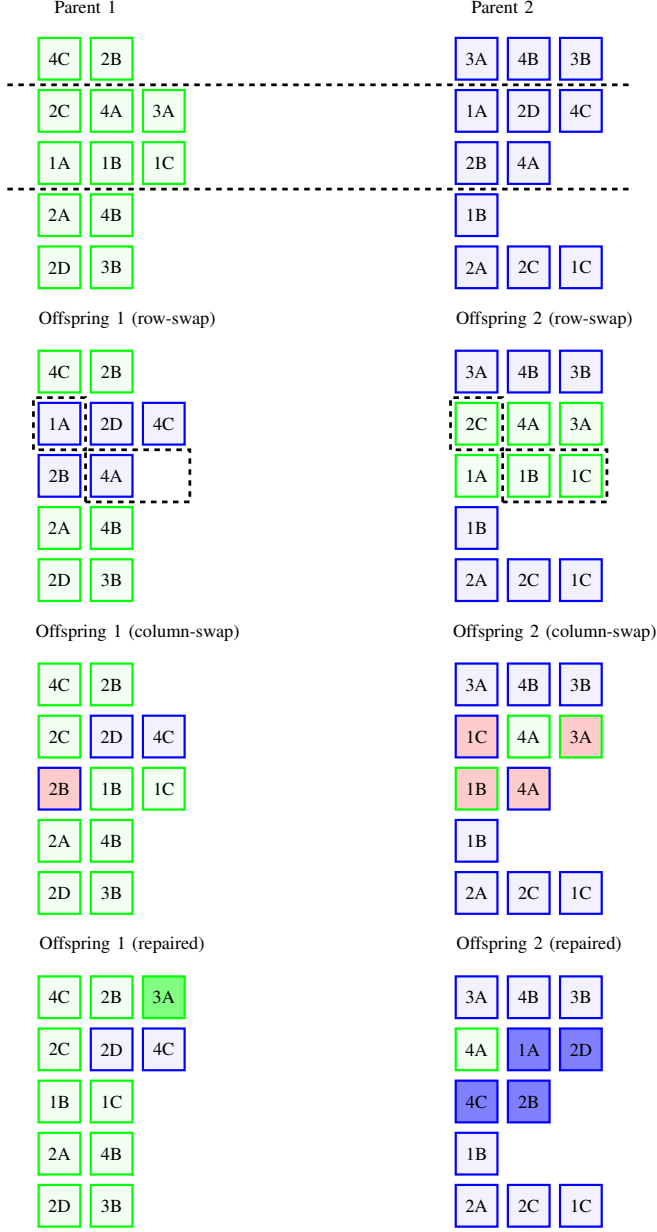 Parent 1 Parent 2
4C 2B 3A 4B 3B
2C 4A 3A 1A 2D 4C
1A 1B 1C 2B 4A
2A 4B 1B
2D 3B 2A 2C 1C
Offspring 1 (row-swap) Offspring 2 (row-swap)
4C 2B 3A 4B 3B
1A 2D 4C 2C 4A 3A
2B 4A 1A 1B 1C
2A 4B 1B
2D 3B 2A 2C 1C
Offspring 1 (column-swap) Offspring 2 (column-swap)
4C 2B 3A 4B 3B
2C 2D 4C 1C 4A 3A
2B 1B 1C 1B 4A
2A 4B 1B
2D 3B 2A 2C 1C
Offspring 1 (repaired) Offspring 2 (repaired)
4C 2B 3A 3A 4B 3B
2C 2D 4C 4A 1A 2D
1B 1C 4C 2B
2A 4B 1B
2D 3B 2A 2C 1C